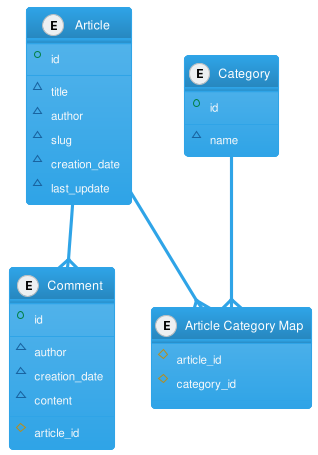 E Article
id
title
author
slug
creation_date
last_update
E Category
id
name
E Comment
id
author
creation_date
content
article_id
E Article Category Map
article_id
category_id